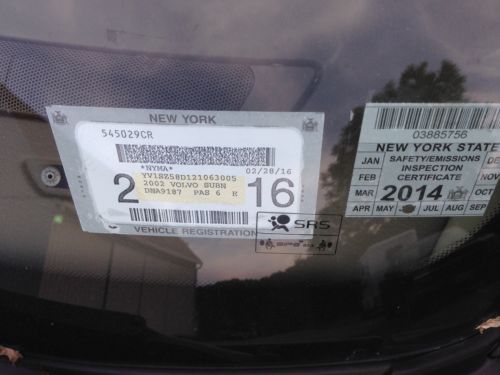 NEW YORK
545029CR
*NYMA*
02/28/16
YV1SZ58D121063005
2002 VOLVO SUBN
DNA9187 PAS 6 E
2 16
VEHICLE REGISTRATION
SRS
SIPS
03885756
NEW YORK STATE
SAFETY/EMISSIONS
INSPECTION
CERTIFICATE
2014
JAN
FEB NOV
MAR OCT
APR MAY JUL AUG SEP